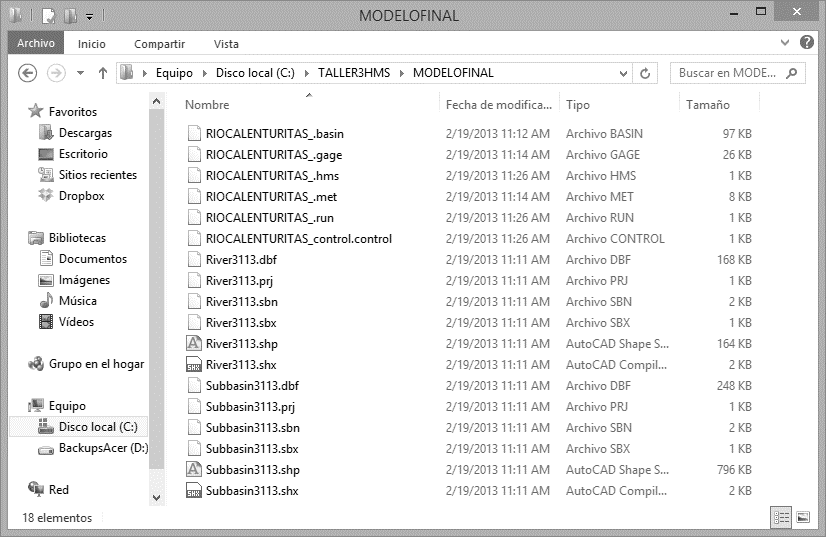 MODELOFINAL
Archivo Inicio Compartir Vista
Equipo Disco local (C:) TALLER3HMS MODELOFINAL Buscar en MODE...
Nombre Fecha de modifica... Tipo Tamaño
Favoritos
Descargas
Escritorio
Sitios recientes
Dropbox
Bibliotecas
Documentos
Imágenes
Música
Vídeos
Grupo en el hogar
Equipo
Disco local (C:)
BackupsAcer (D:)
Red
RIOCALENTURITAS_.basin 2/19/2013 11:12 AM Archivo BASIN 97 KB
RIOCALENTURITAS_.gage 2/19/2013 11:14 AM Archivo GAGE 26 KB
RIOCALENTURITAS_.hms 2/19/2013 11:26 AM Archivo HMS 1 KB
RIOCALENTURITAS_.met 2/19/2013 11:14 AM Archivo MET 8 KB
RIOCALENTURITAS_.run 2/19/2013 11:26 AM Archivo RUN 1 KB
RIOCALENTURITAS_control.control 2/19/2013 11:26 AM Archivo CONTROL 1 KB
River3113.dbf 2/19/2013 11:11 AM Archivo DBF 168 KB
River3113.prj 2/19/2013 11:11 AM Archivo PRJ 1 KB
River3113.sbn 2/19/2013 11:11 AM Archivo SBN 2 KB
River3113.sbx 2/19/2013 11:11 AM Archivo SBX 1 KB
River3113.shp 2/19/2013 11:11 AM AutoCAD Shape S... 164 KB
River3113.shx 2/19/2013 11:11 AM AutoCAD Compil... 2 KB
Subbasin3113.dbf 2/19/2013 11:11 AM Archivo DBF 248 KB
Subbasin3113.prj 2/19/2013 11:11 AM Archivo PRJ 1 KB
Subbasin3113.sbn 2/19/2013 11:11 AM Archivo SBN 2 KB
Subbasin3113.sbx 2/19/2013 11:11 AM Archivo SBX 1 KB
Subbasin3113.shp 2/19/2013 11:11 AM AutoCAD Shape S... 796 KB
Subbasin3113.shx 2/19/2013 11:11 AM AutoCAD Compil... 2 KB
18 elementos